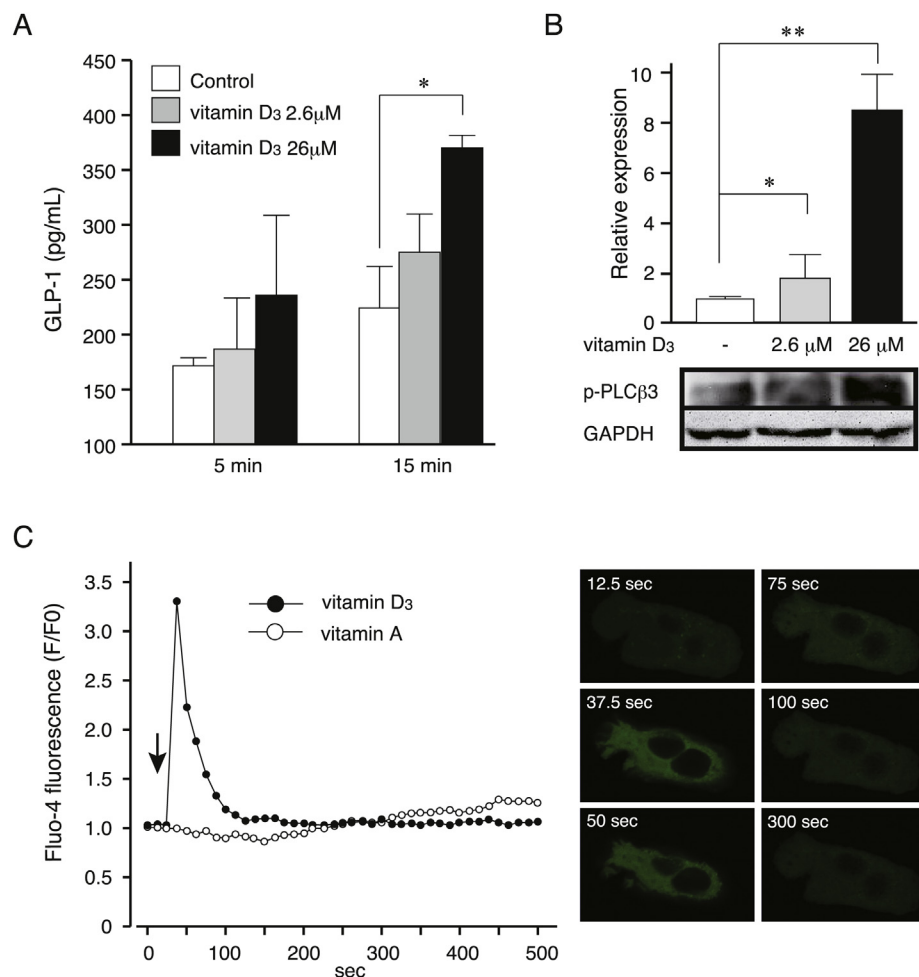 A
450
400
350
300
250
200
150
100
GLP-1 (pg/mL)
Control
vitamin D3 2.6μM
vitamin D3 26μM
*
5 min
15 min
B
**
*
10
8
6
4
2
0
Relative expression
vitamin D3 - 2.6 μM 26 μM
p-PLCβ3
GAPDH
C
3.5
3.0
2.5
2.0
1.5
1.0
0.5
0
Fluo-4 fluorescence (F/F0)
vitamin D3
vitamin A
0 100 200 300 400 500
sec
12.5 sec
75 sec
37.5 sec
100 sec
50 sec
300 sec